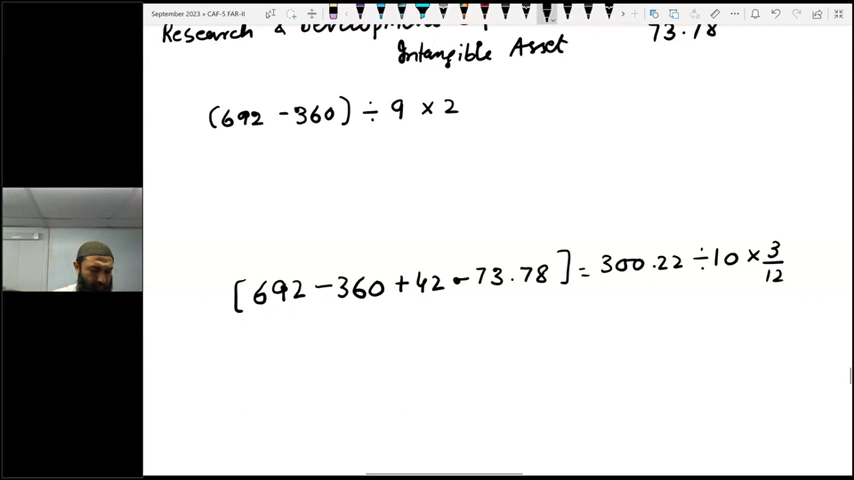 September 2023 » CAF-5 FAR-II
Research & Development
73.78
Intangible Asset
(692 - 360) ÷ 9 × 2
[692 - 360 + 42 - 73.78] = 300.22 ÷ 10 × 3/12